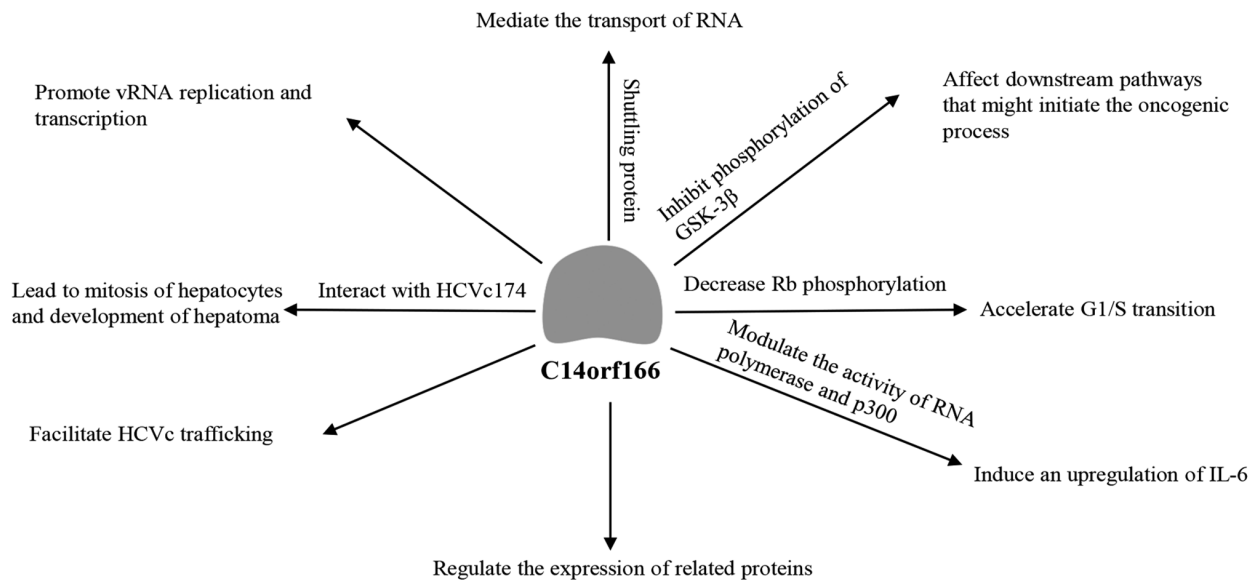 Mediate the transport of RNA
Shuttling protein
Promote vRNA replication and
transcription
Inhibit phosphorylation of
GSK-3β
Affect downstream pathways
that might initiate the oncogenic
process
Lead to mitosis of hepatocytes
and development of hepatoma
Interact with HCVc174
Decrease Rb phosphorylation
Accelerate G1/S transition
C14orf166
Modulate the activity of RNA
polymerase and p300
Facilitate HCVc trafficking
Induce an upregulation of IL-6
Regulate the expression of related proteins